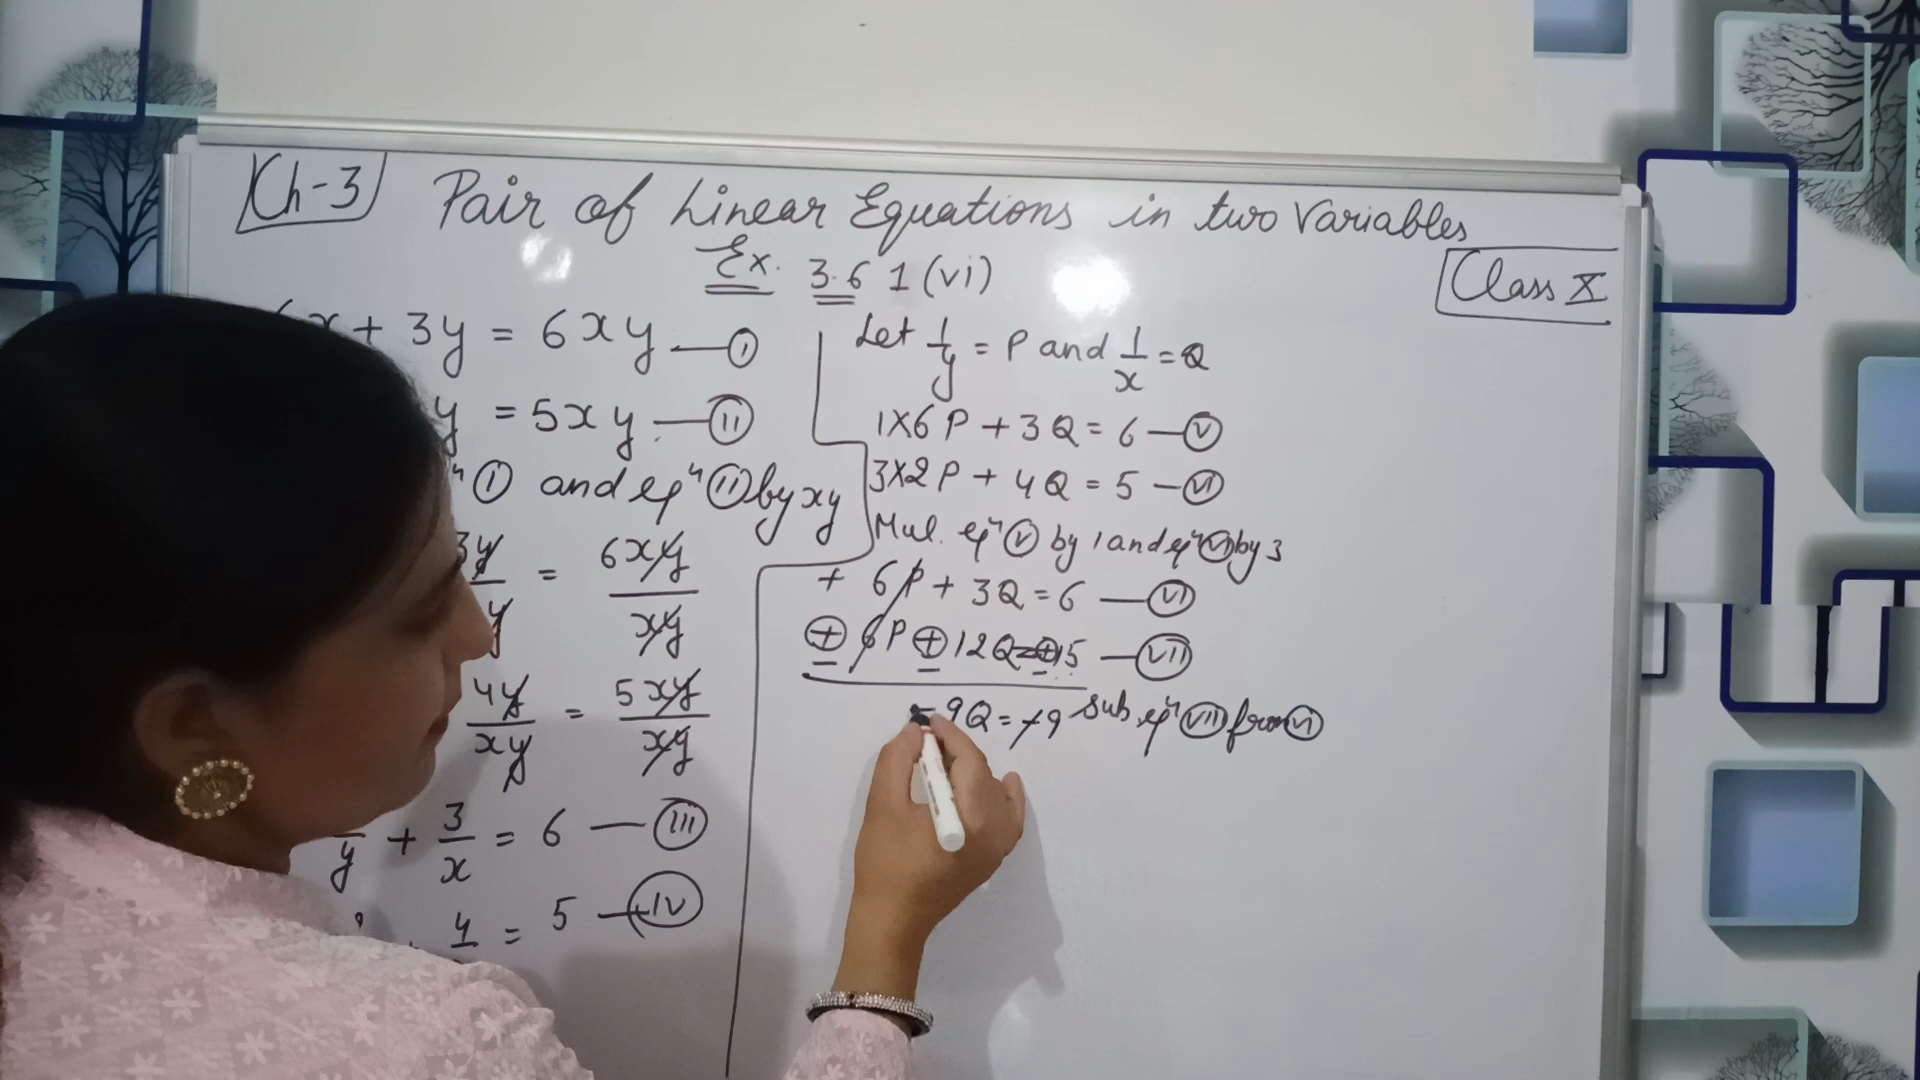 Ch-3 Pair of Linear Equations in two Variables
Ex. 3.6 1 (vi)
Class X
6x + 3y = 6xy — (I)
y = 5xy — (II)
(I) and eqⁿ (II) by xy
3y / y = 6xy / xy
4y / xy = 5xy / xy
/ y + 3 / x = 6 — (III)
4 = 5 — (IV)
Let 1/y = P and 1/x = Q
1×6P + 3Q = 6 — (V)
3×2P + 4Q = 5 — (VI)
Mul. eqⁿ (V) by 1 and eqⁿ (VI) by 3
+ 6P + 3Q = 6 — (VI)
+ 6P + 12Q = +15 — (VII)
- 9Q = -9 Sub. eqⁿ (VII) from (VI)